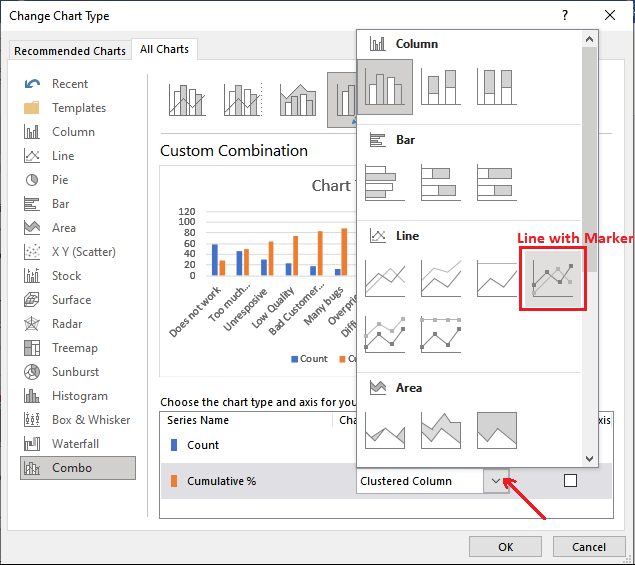 Change Chart Type
?
Recommended Charts
All Charts
Recent
Templates
Column
Line
Pie
Bar
Area
X Y (Scatter)
Stock
Surface
Radar
Treemap
Sunburst
Histogram
Box & Whisker
Waterfall
Combo
Custom Combination
Chart T
120
100
80
60
40
20
0
Does not work
Too much...
Unresposive
Low Quality
Bad Customer...
Many bugs
Overpri
Diffi
Count
C
Column
Bar
Line
Line with Marker
Area
Choose the chart type and axis for you
Series Name
Cha
xis
Count
Cumulative %
Clustered Column
OK
Cancel